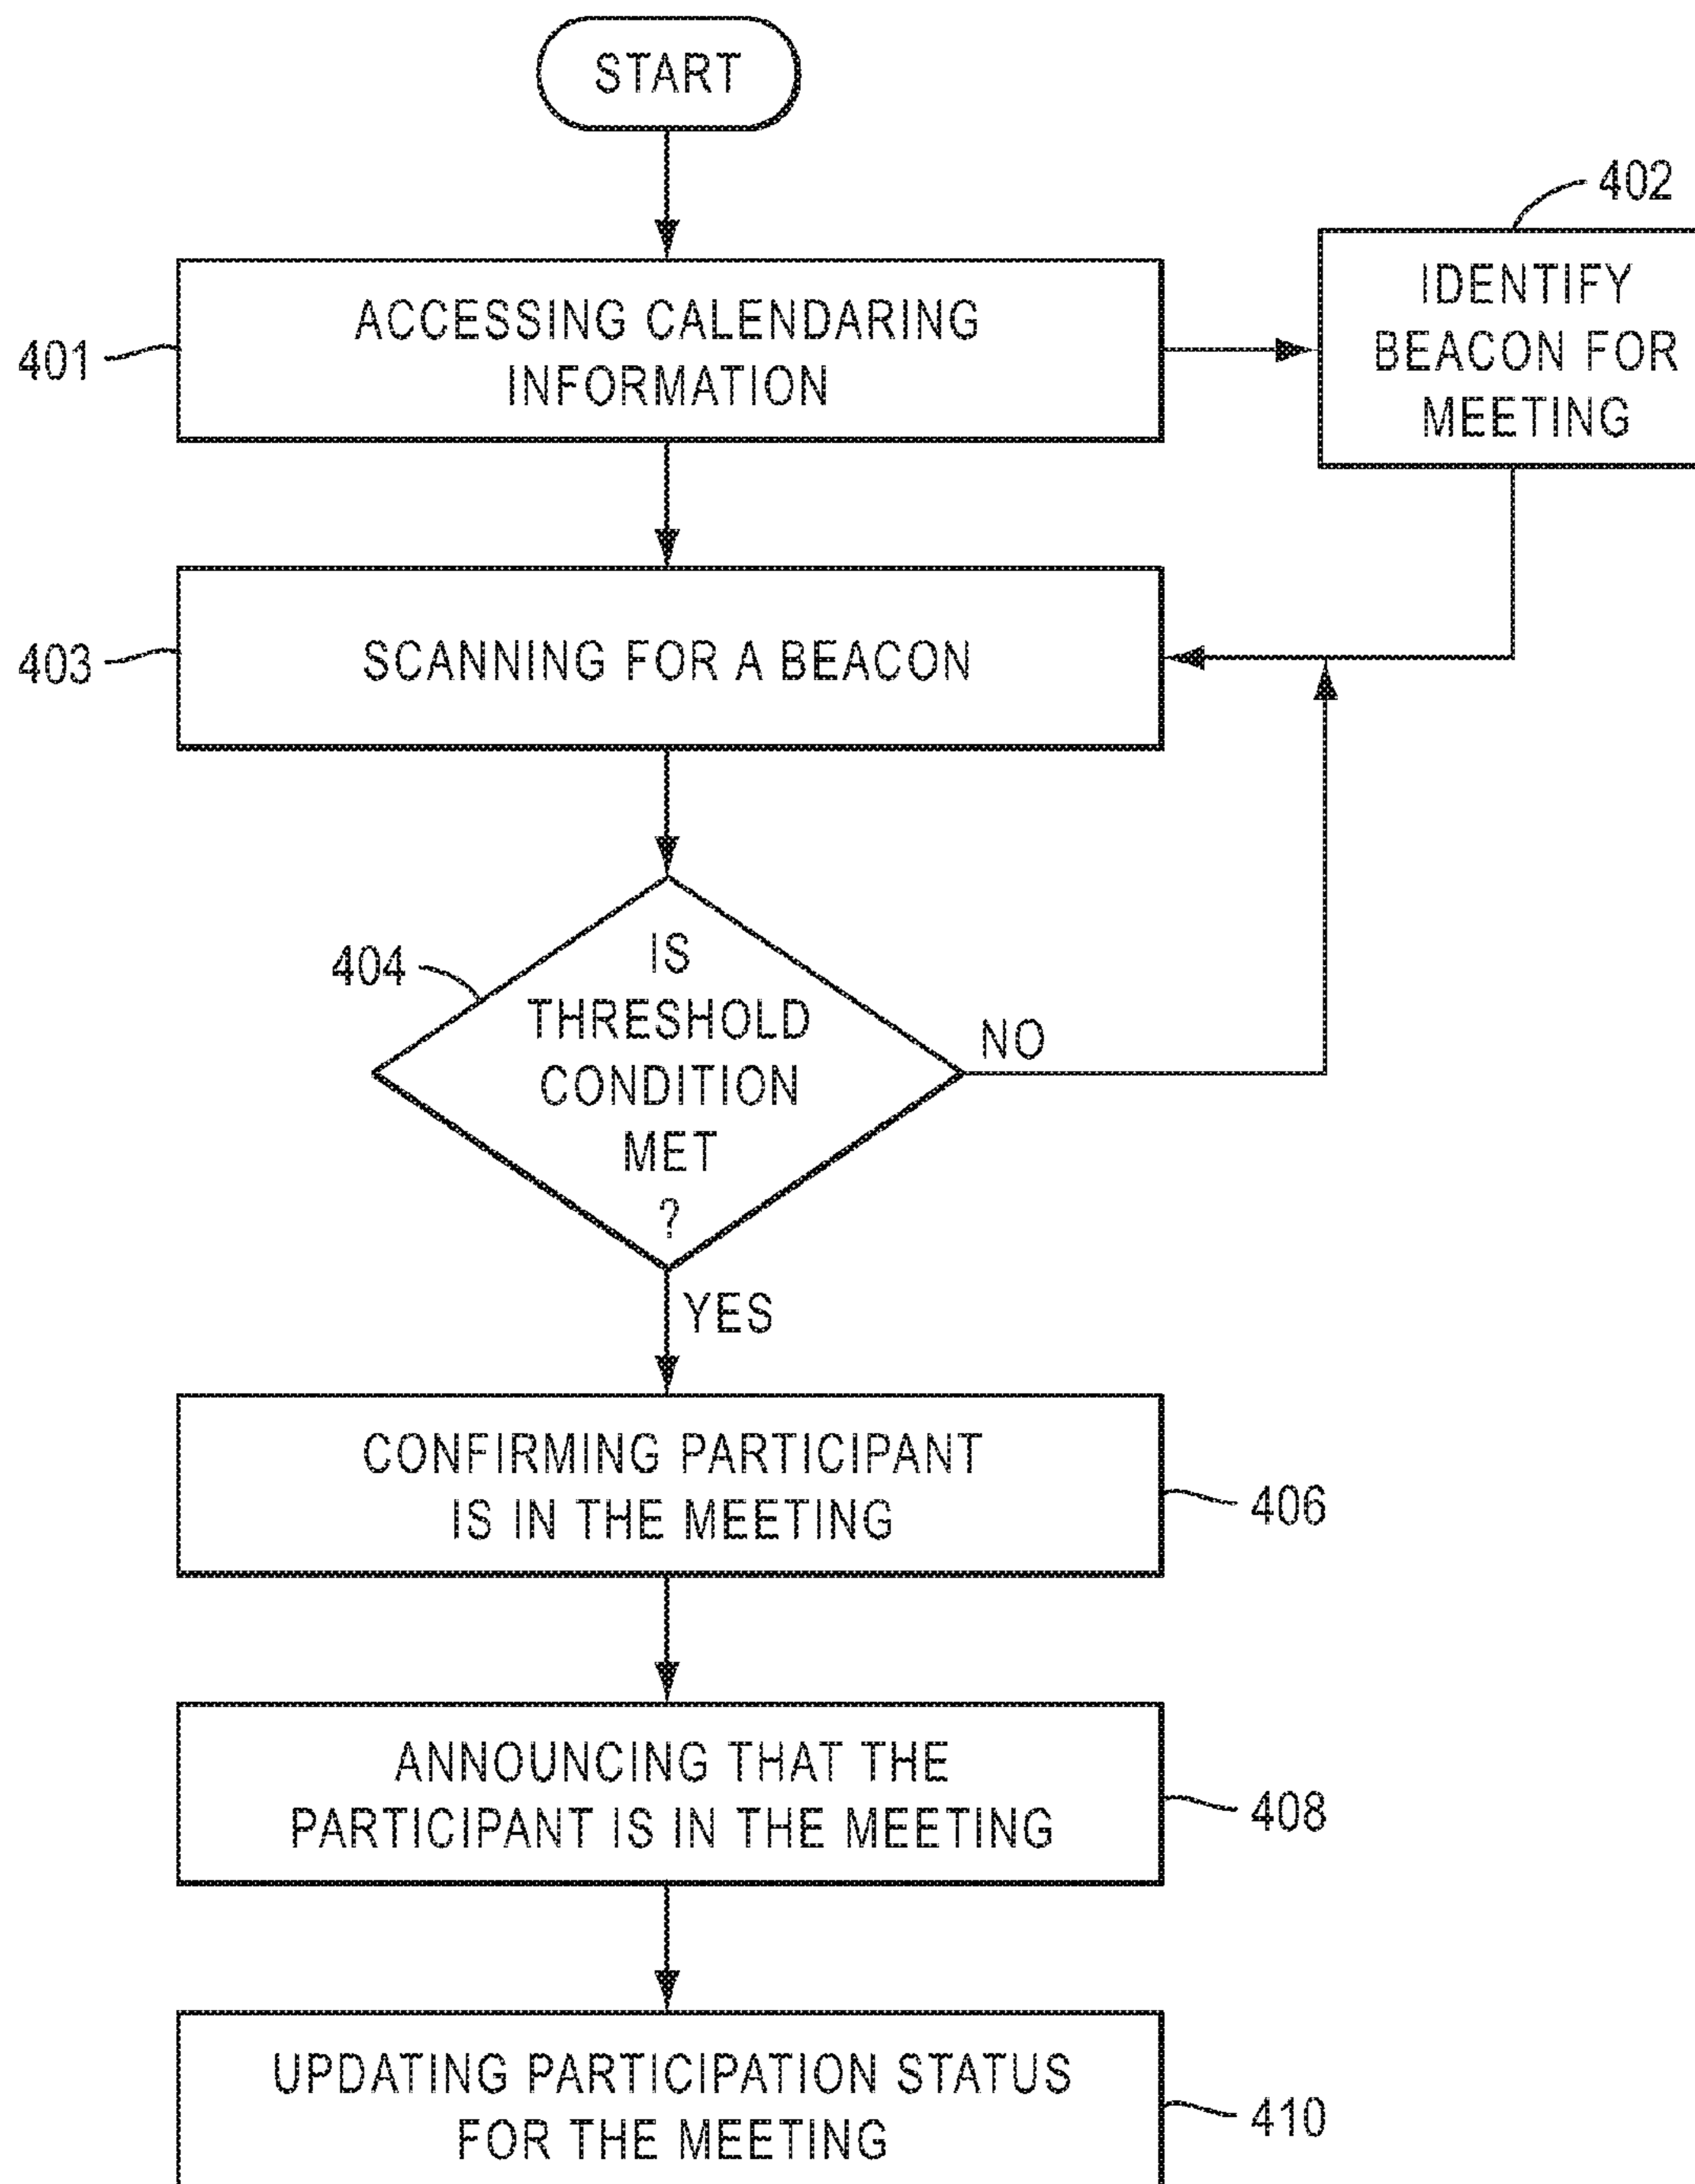 START
402
IDENTIFY
BEACON FOR
MEETING
401
ACCESSING CALENDARING
INFORMATION
403
SCANNING FOR A BEACON
404
IS
THRESHOLD
CONDITION
MET
?
NO
YES
CONFIRMING PARTICIPANT
IS IN THE MEETING
406
ANNOUNCING THAT THE
PARTICIPANT IS IN THE MEETING
408
UPDATING PARTICIPATION STATUS
FOR THE MEETING
410